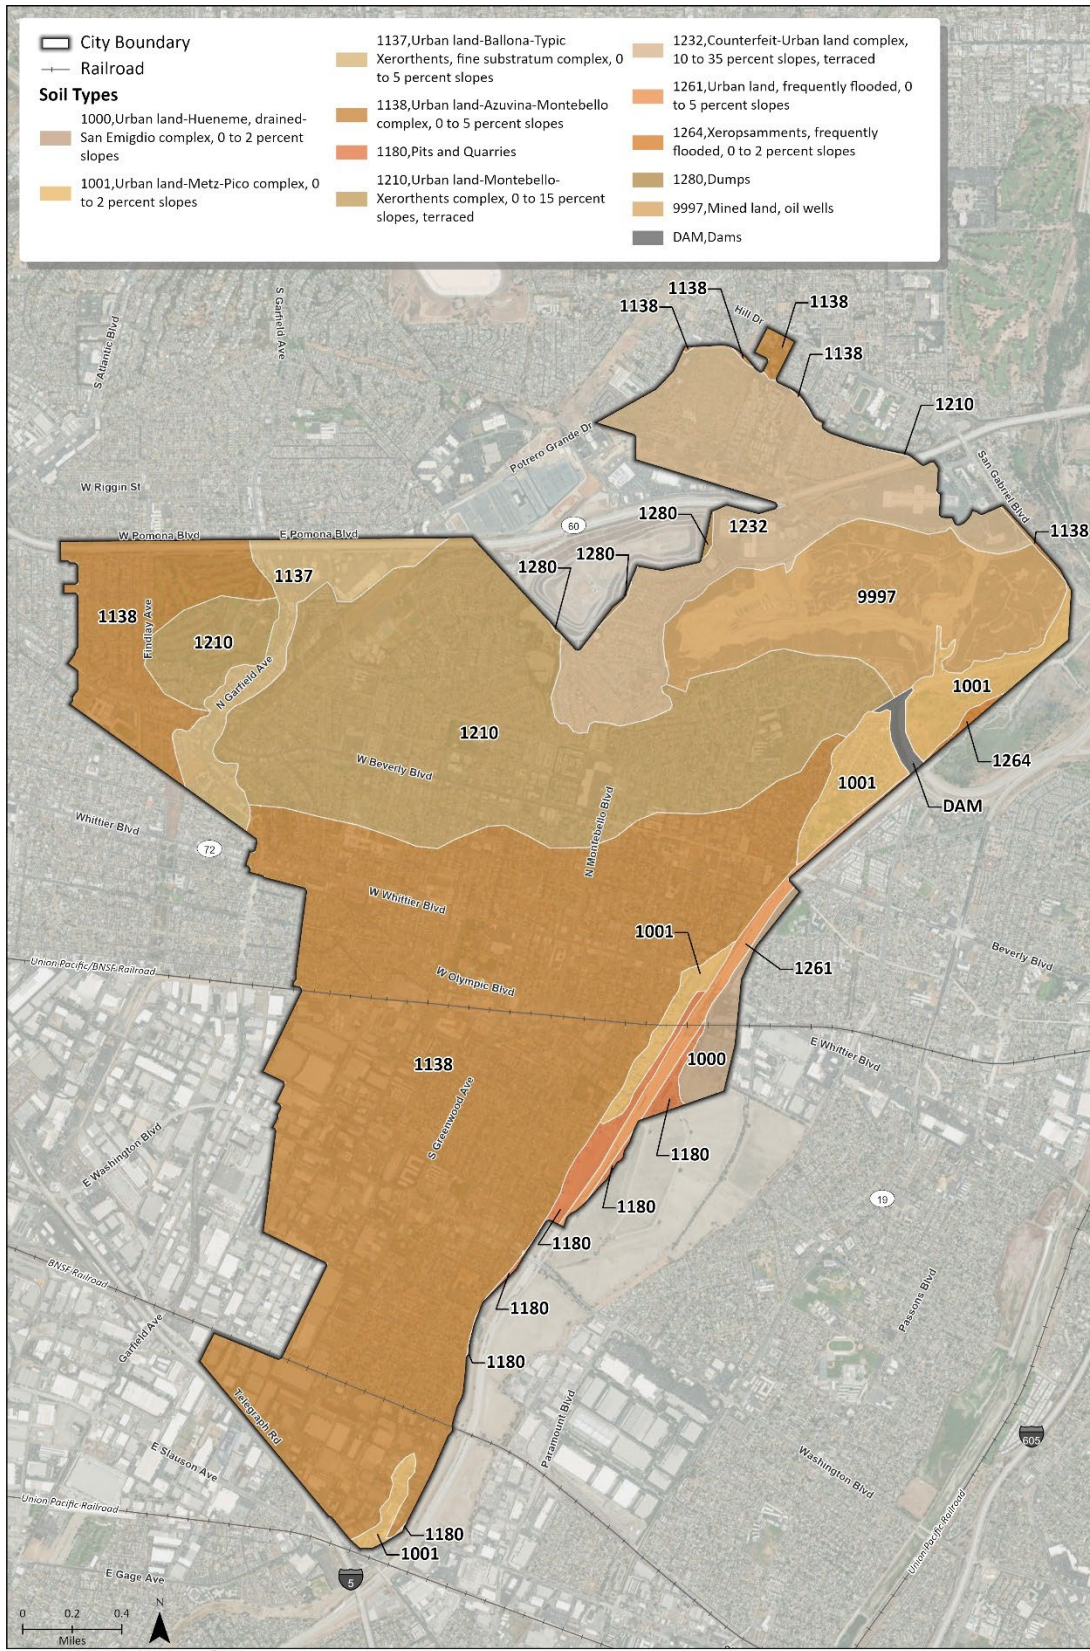 City Boundary
Railroad
Soil Types
1000,Urban land-Hueneme, drained-
San Emigdio complex, 0 to 2 percent
slopes
1001,Urban land-Metz-Pico complex, 0
to 2 percent slopes
1137,Urban land-Ballona-Typic
Xerorthents, fine substratum complex, 0
to 5 percent slopes
1138,Urban land-Azuvina-Montebello
complex, 0 to 5 percent slopes
1180,Pits and Quarries
1210,Urban land-Montebello-
Xerorthents complex, 0 to 15 percent
slopes, terraced
1232,Counterfeit-Urban land complex,
10 to 35 percent slopes, terraced
1261,Urban land, frequently flooded, 0
to 5 percent slopes
1264,Xeropsamments, frequently
flooded, 0 to 2 percent slopes
1280,Dumps
9997,Mined land, oil wells
DAM,Dams
S Atlantic Blvd
S Garfield Ave
1138
1138
Hill Dr
1138
1138
1210
Potrero Grande Dr
San Gabriel Blvd
W Riggin St
60
1280
1232
1138
W Pomona Blvd
E Pomona Blvd
1280
1280
1137
9997
1138
Findlay Ave
1210
N Garfield Ave
1001
1210
1264
W Beverly Blvd
1001
DAM
N Montebello Blvd
Whittier Blvd
72
W Whittier Blvd
1001
Beverly Blvd
Union Pacific/BNSF Railroad
1261
W Olympic Blvd
E Whittier Blvd
1138
1000
S Greenwood Ave
E Washington Blvd
1180
1180
19
1180
BNSF Railroad
Passons Blvd
1180
Garfield Ave
1180
Telegraph Rd
Paramount Blvd
605
E Slauson Ave
Washington Blvd
Union Pacific Railroad
Union Pacific Railroad
1180
1001
E Gage Ave
5
N
0 0.2 0.4
Miles